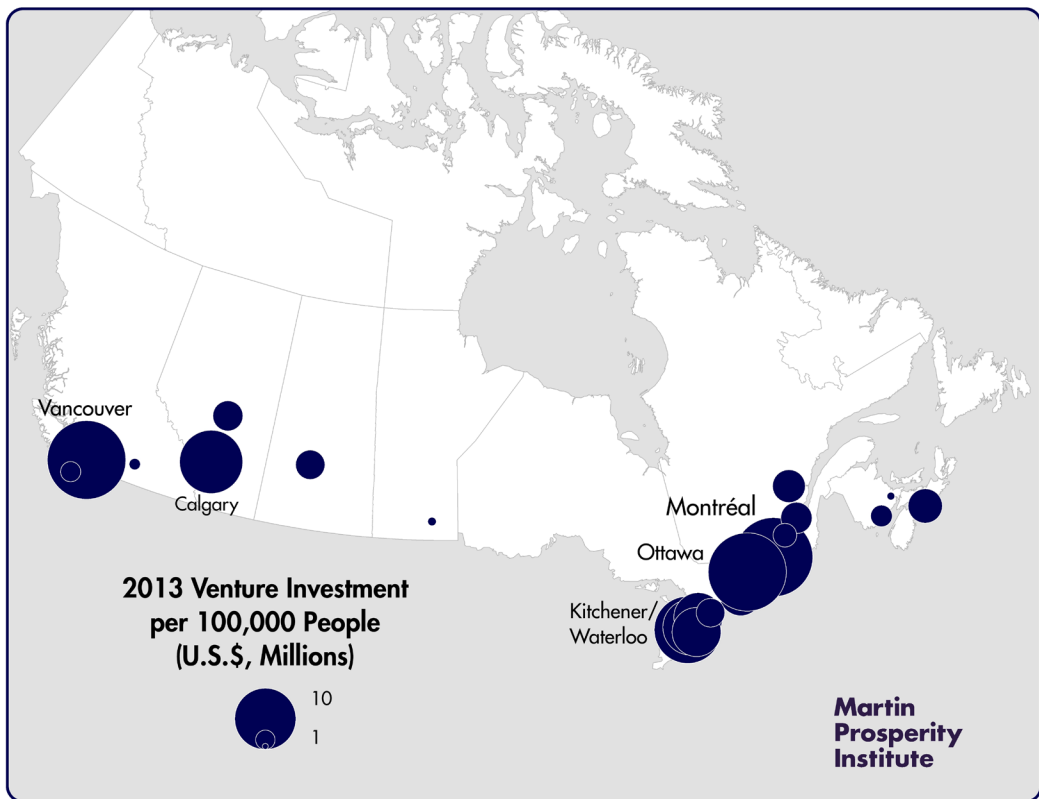 Vancouver
Calgary
Montréal
Ottawa
Kitchener/
Waterloo
2013 Venture Investment
per 100,000 People
(U.S.$, Millions)
10
1
Martin
Prosperity
Institute